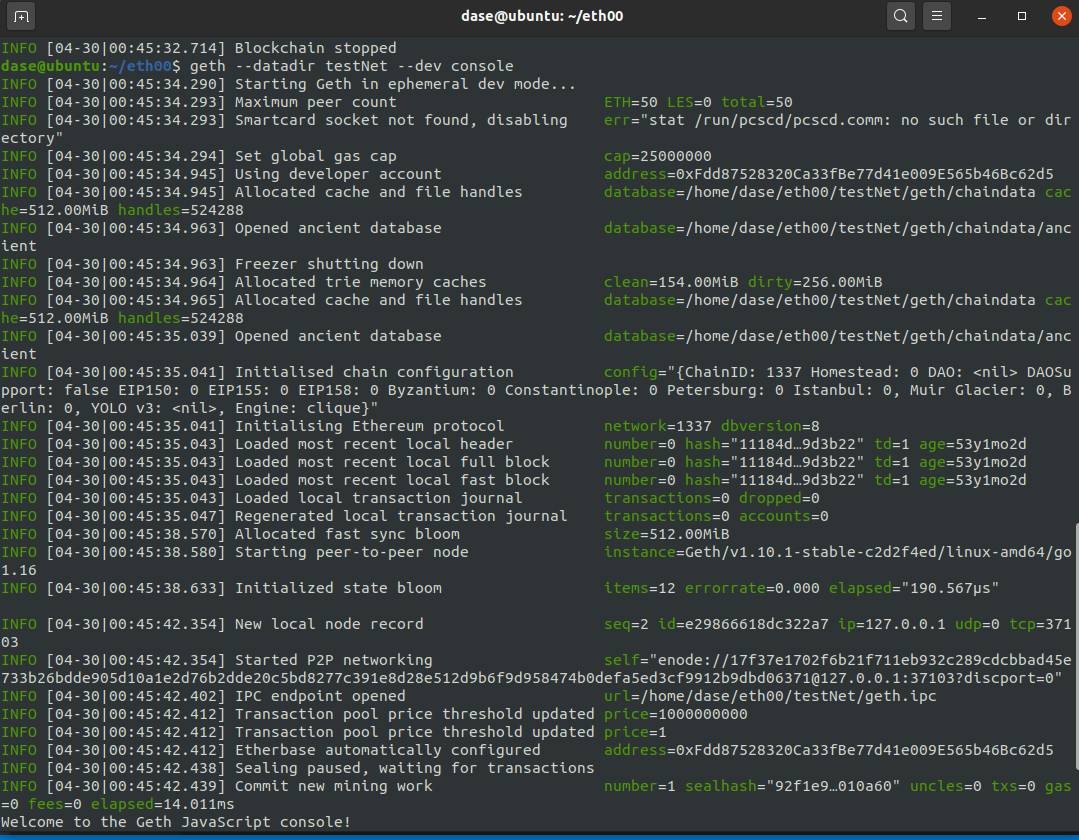 dase@ubuntu: ~/eth00
INFO [04-30|00:45:32.714] Blockchain stopped
dase@ubuntu:~/eth00$ geth --datadir testNet --dev console
INFO [04-30|00:45:34.290] Starting Geth in ephemeral dev mode...
INFO [04-30|00:45:34.293] Maximum peer count                       ETH=50 LES=0 total=50
INFO [04-30|00:45:34.293] Smartcard socket not found, disabling    err="stat /run/pcscd/pcscd.comm: no such file or dir
ectory"
INFO [04-30|00:45:34.294] Set global gas cap                       cap=25000000
INFO [04-30|00:45:34.945] Using developer account                  address=0xFdd87528320Ca33fBe77d41e009E565b46Bc62d5
INFO [04-30|00:45:34.945] Allocated cache and file handles         database=/home/dase/eth00/testNet/geth/chaindata cac
he=512.00MiB handles=524288
INFO [04-30|00:45:34.963] Opened ancient database                  database=/home/dase/eth00/testNet/geth/chaindata/anc
ient
INFO [04-30|00:45:34.963] Freezer shutting down
INFO [04-30|00:45:34.964] Allocated trie memory caches             clean=154.00MiB dirty=256.00MiB
INFO [04-30|00:45:34.965] Allocated cache and file handles         database=/home/dase/eth00/testNet/geth/chaindata cac
he=512.00MiB handles=524288
INFO [04-30|00:45:35.039] Opened ancient database                  database=/home/dase/eth00/testNet/geth/chaindata/anc
ient
INFO [04-30|00:45:35.041] Initialised chain configuration          config="{ChainID: 1337 Homestead: 0 DAO: <nil> DAOSu
pport: false EIP150: 0 EIP155: 0 EIP158: 0 Byzantium: 0 Constantinople: 0 Petersburg: 0 Istanbul: 0, Muir Glacier: 0, B
erlin: 0, YOLO v3: <nil>, Engine: clique}"
INFO [04-30|00:45:35.041] Initialising Ethereum protocol           network=1337 dbversion=8
INFO [04-30|00:45:35.043] Loaded most recent local header          number=0 hash="11184d…9d3b22" td=1 age=53y1mo2d
INFO [04-30|00:45:35.043] Loaded most recent local full block      number=0 hash="11184d…9d3b22" td=1 age=53y1mo2d
INFO [04-30|00:45:35.043] Loaded most recent local fast block      number=0 hash="11184d…9d3b22" td=1 age=53y1mo2d
INFO [04-30|00:45:35.043] Loaded local transaction journal         transactions=0 dropped=0
INFO [04-30|00:45:35.047] Regenerated local transaction journal    transactions=0 accounts=0
INFO [04-30|00:45:38.570] Allocated fast sync bloom                size=512.00MiB
INFO [04-30|00:45:38.580] Starting peer-to-peer node               instance=Geth/v1.10.1-stable-c2d2f4ed/linux-amd64/go
1.16
INFO [04-30|00:45:38.633] Initialized state bloom                  items=12 errorrate=0.000 elapsed="190.567µs"
INFO [04-30|00:45:42.354] New local node record                    seq=2 id=e29866618dc322a7 ip=127.0.0.1 udp=0 tcp=371
03
INFO [04-30|00:45:42.354] Started P2P networking                   self="enode://17f37e1702f6b21f711eb932c289cdcbbad45e
733b26bdde905d10a1e2d76b2dde20c5bd8277c391e8d28e512d9b6f9d958474b0defa5ed3cf9912b9dbd06371@127.0.0.1:37103?discport=0"
INFO [04-30|00:45:42.402] IPC endpoint opened                      url=/home/dase/eth00/testNet/geth.ipc
INFO [04-30|00:45:42.412] Transaction pool price threshold updated price=1000000000
INFO [04-30|00:45:42.412] Transaction pool price threshold updated price=1
INFO [04-30|00:45:42.412] Etherbase automatically configured       address=0xFdd87528320Ca33fBe77d41e009E565b46Bc62d5
INFO [04-30|00:45:42.438] Sealing paused, waiting for transactions
INFO [04-30|00:45:42.439] Commit new mining work                   number=1 sealhash="92f1e9…010a60" uncles=0 txs=0 gas
=0 fees=0 elapsed=14.011ms
Welcome to the Geth JavaScript console!